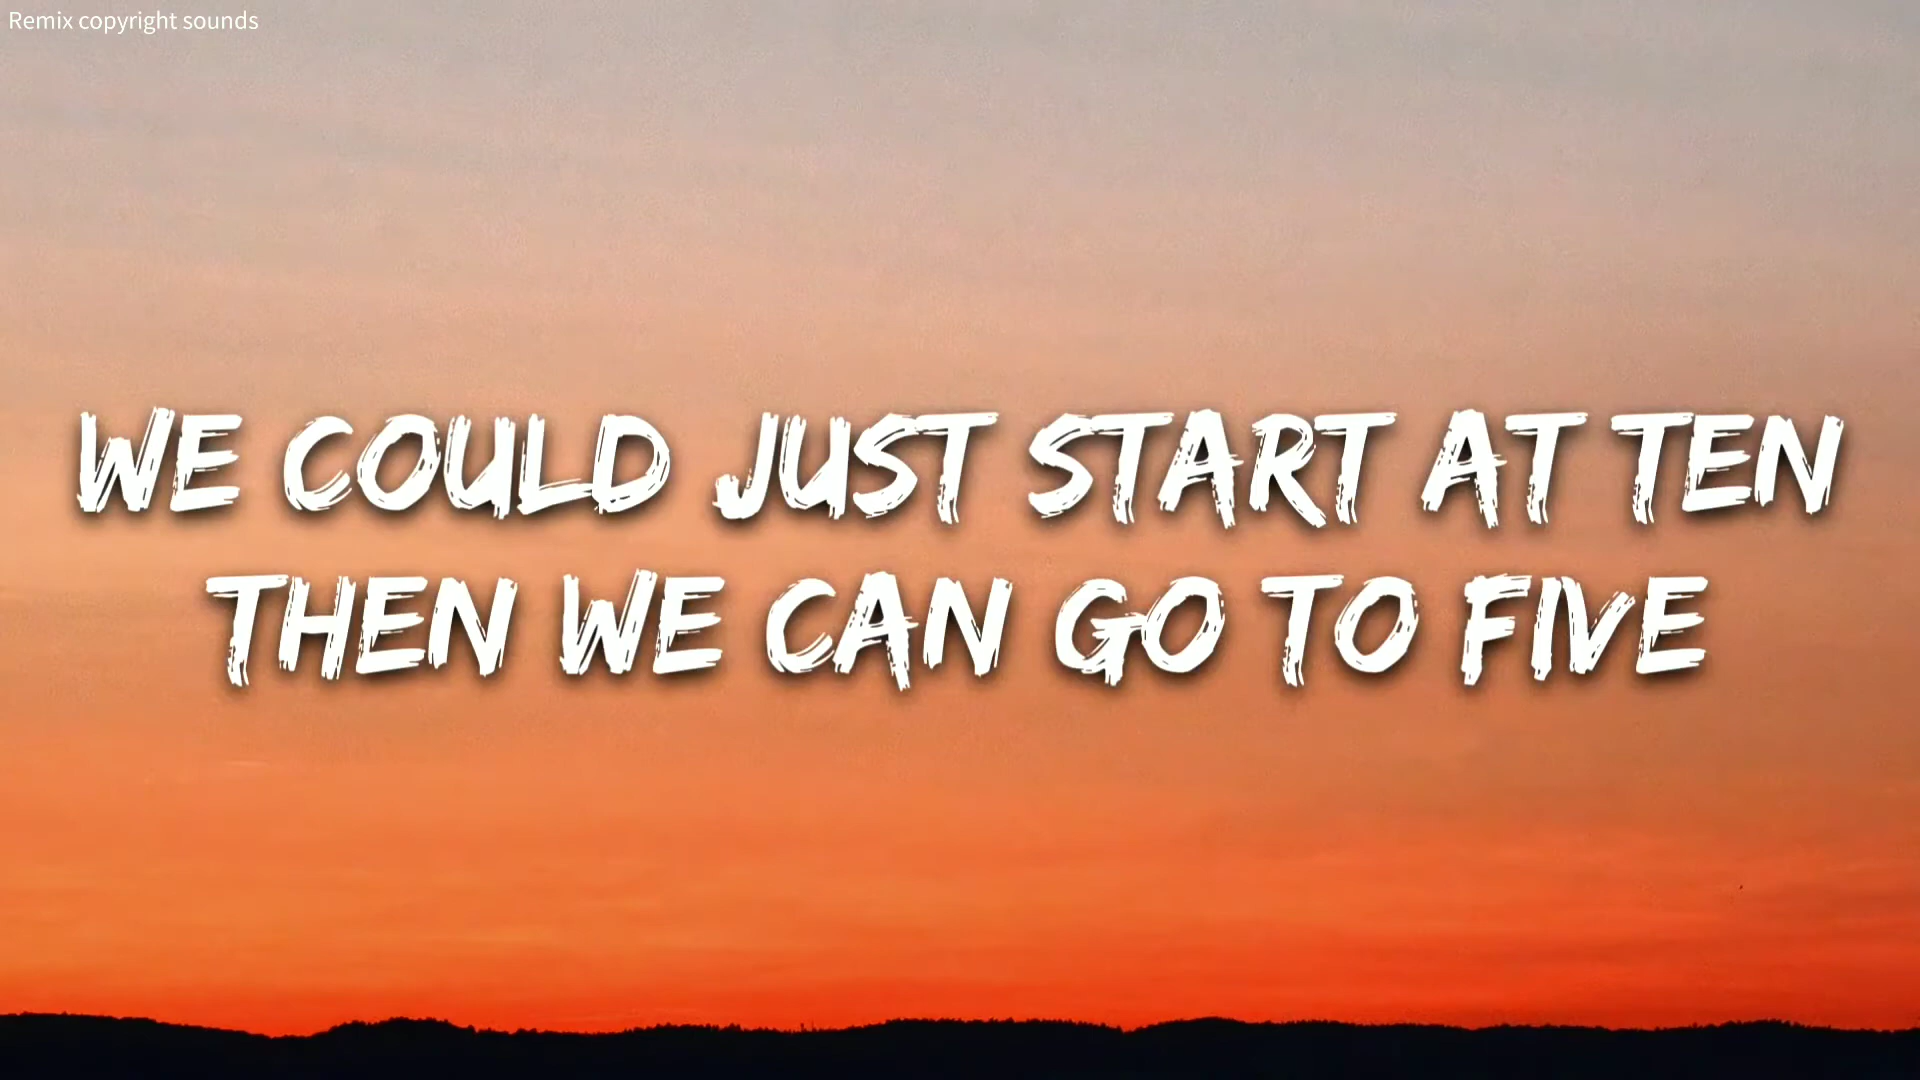 Remix copyright sounds
WE COULD JUST START AT TEN
THEN WE CAN GO TO FIVE